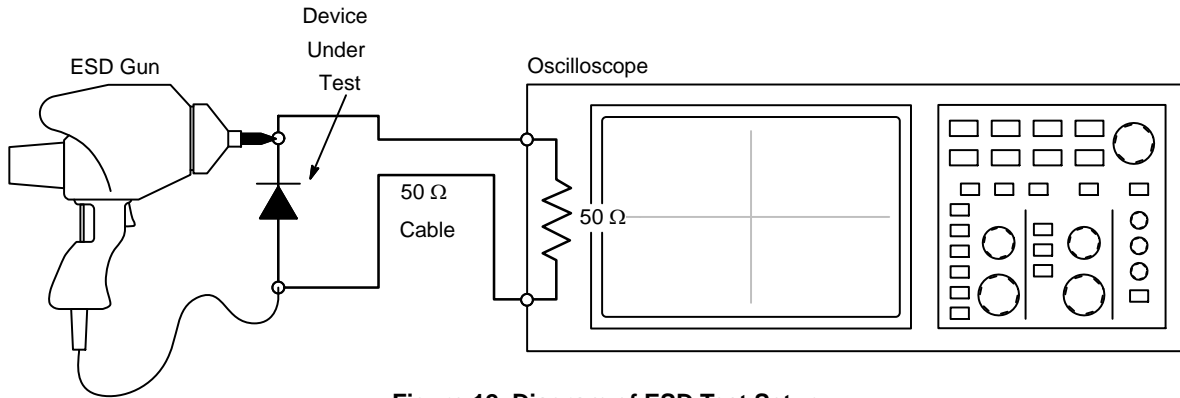 Device
Under
Test
ESD Gun
Oscilloscope
50 Ω
Cable
50 Ω